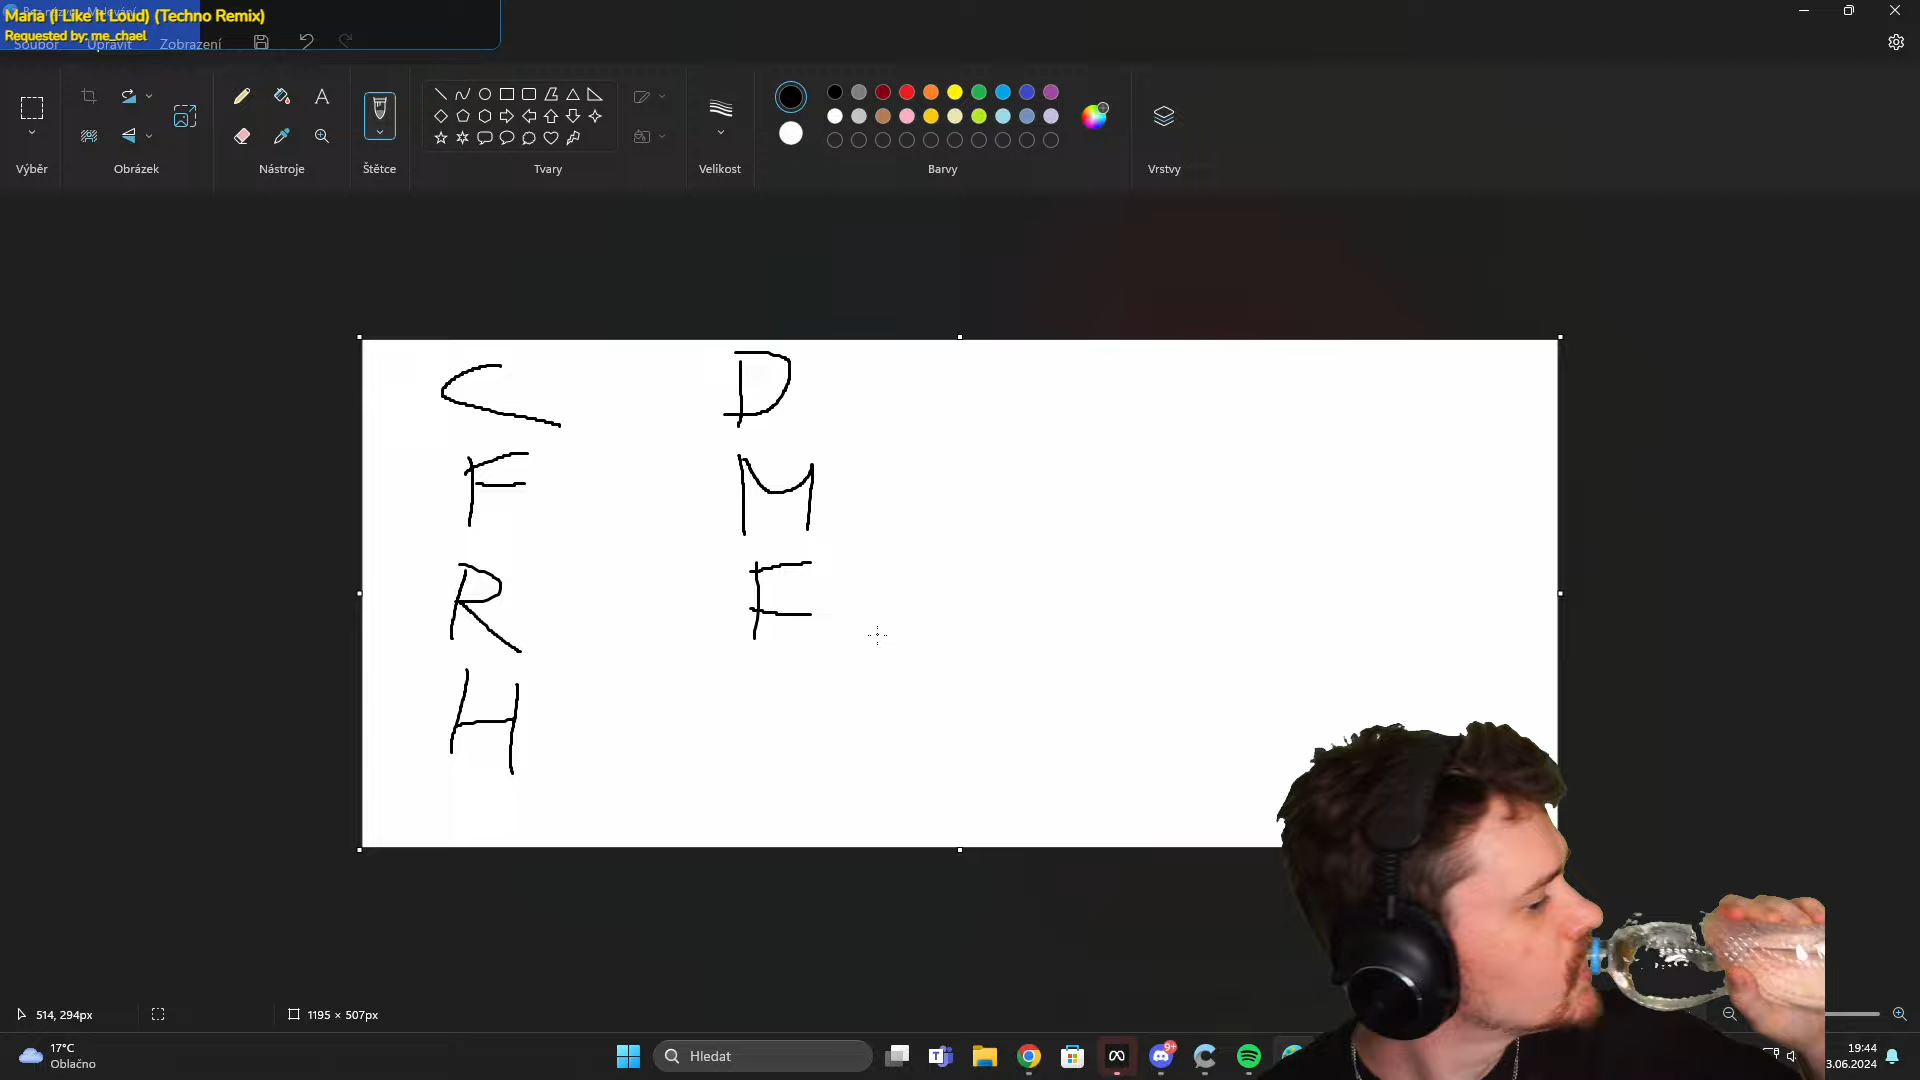 Maria (I Like It Loud) (Techno Remix)
Requested by: me_chael
Soubor Upravit Zobrazení
Výběr Obrázek Nástroje Štětce Tvary Velikost Barvy Vrstvy
C D
F M
R F
H
514, 294px 1195 × 507px
17°C
Oblačno
Hledat
9+
19:44
3.06.2024